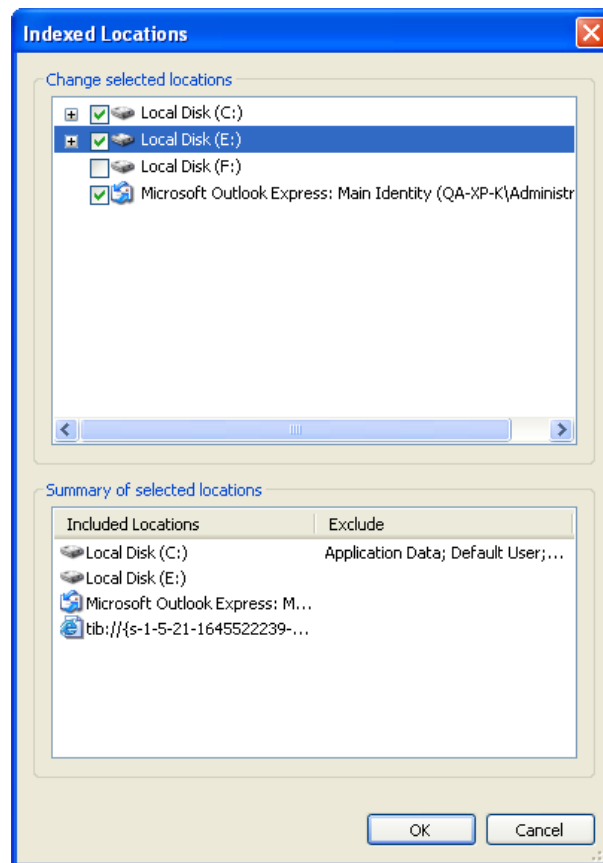 Indexed Locations
Change selected locations
Local Disk (C:)
Local Disk (E:)
Local Disk (F:)
Microsoft Outlook Express: Main Identity (QA-XP-K\Administr
Summary of selected locations
Included Locations Exclude
Local Disk (C:) Application Data; Default User;...
Local Disk (E:)
Microsoft Outlook Express: M...
tib://{s-1-5-21-1645522239-...
OK Cancel